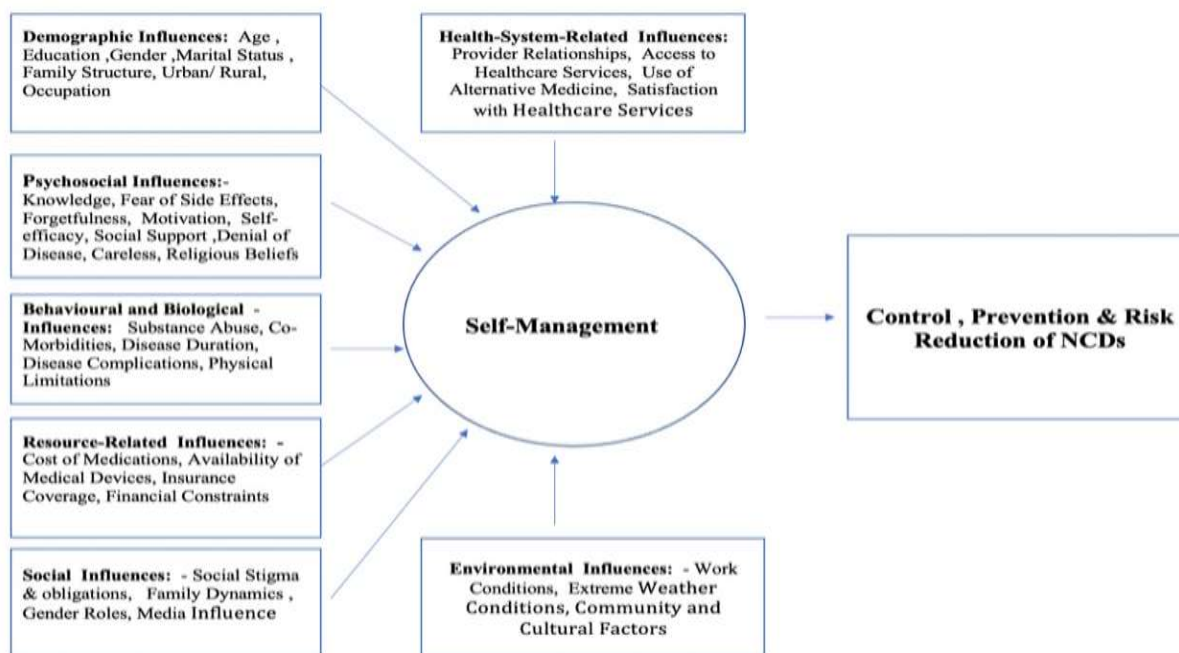 Demographic Influences: Age ,
Education ,Gender ,Marital Status ,
Family Structure, Urban/ Rural,
Occupation
Health-System-Related Influences:
Provider Relationships, Access to
Healthcare Services, Use of
Alternative Medicine, Satisfaction
with Healthcare Services
Psychosocial Influences:-
Knowledge, Fear of Side Effects,
Forgetfulness, Motivation, Self-
efficacy, Social Support ,Denial of
Disease, Careless, Religious Beliefs
Behavioural and Biological -
Influences: Substance Abuse, Co-
Morbidities, Disease Duration,
Disease Complications, Physical
Limitations
Self-Management
Control , Prevention & Risk
Reduction of NCDs
Resource-Related Influences: -
Cost of Medications, Availability of
Medical Devices, Insurance
Coverage, Financial Constraints
Social Influences: - Social Stigma
& obligations, Family Dynamics ,
Gender Roles, Media Influence
Environmental Influences: - Work
Conditions, Extreme Weather
Conditions, Community and
Cultural Factors